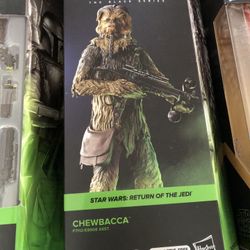 THE BLACK SERIES
STAR WARS: RETURN OF THE JEDI
CHEWBACCA
Hasbro